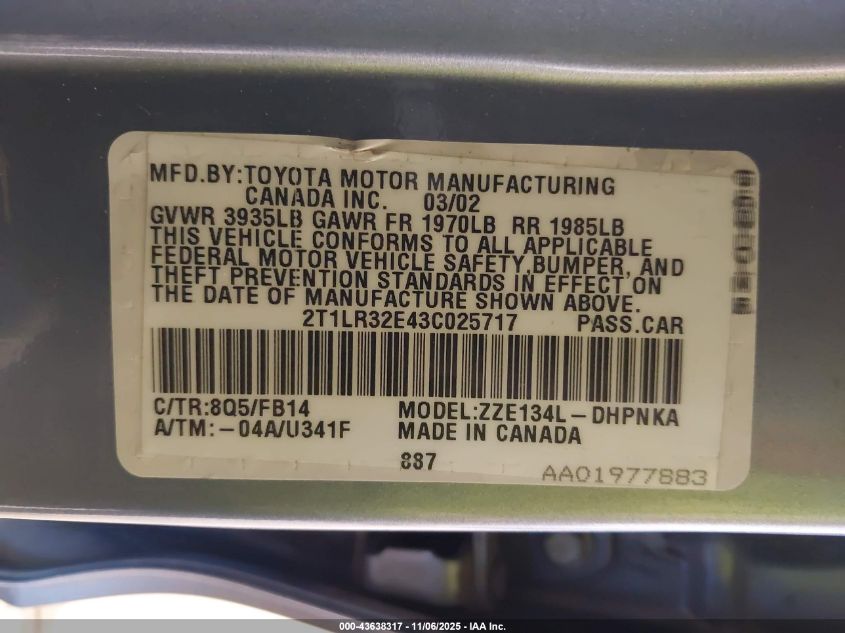 MFD.BY:TOYOTA MOTOR MANUFACTURING
CANADA INC. 03/02
GVWR 3935LB GAWR FR 1970LB RR 1985LB
THIS VEHICLE CONFORMS TO ALL APPLICABLE
FEDERAL MOTOR VEHICLE SAFETY,BUMPER, AND
THEFT PREVENTION STANDARDS IN EFFECT ON
THE DATE OF MANUFACTURE SHOWN ABOVE.
2T1LR32E43C025717 PASS.CAR
C/TR:8Q5/FB14 MODEL:ZZE134L-DHPNKA
A/TM:-04A/U341F MADE IN CANADA
887
AA01977883
000-43638317 - 11/06/2025 - IAA Inc.